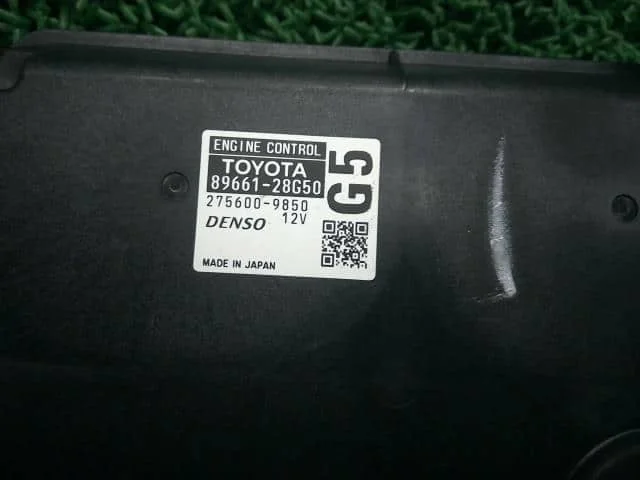 ENGINE CONTROL
TOYOTA
89661-28G50
G5
275600-9850
DENSO 12V
MADE IN JAPAN